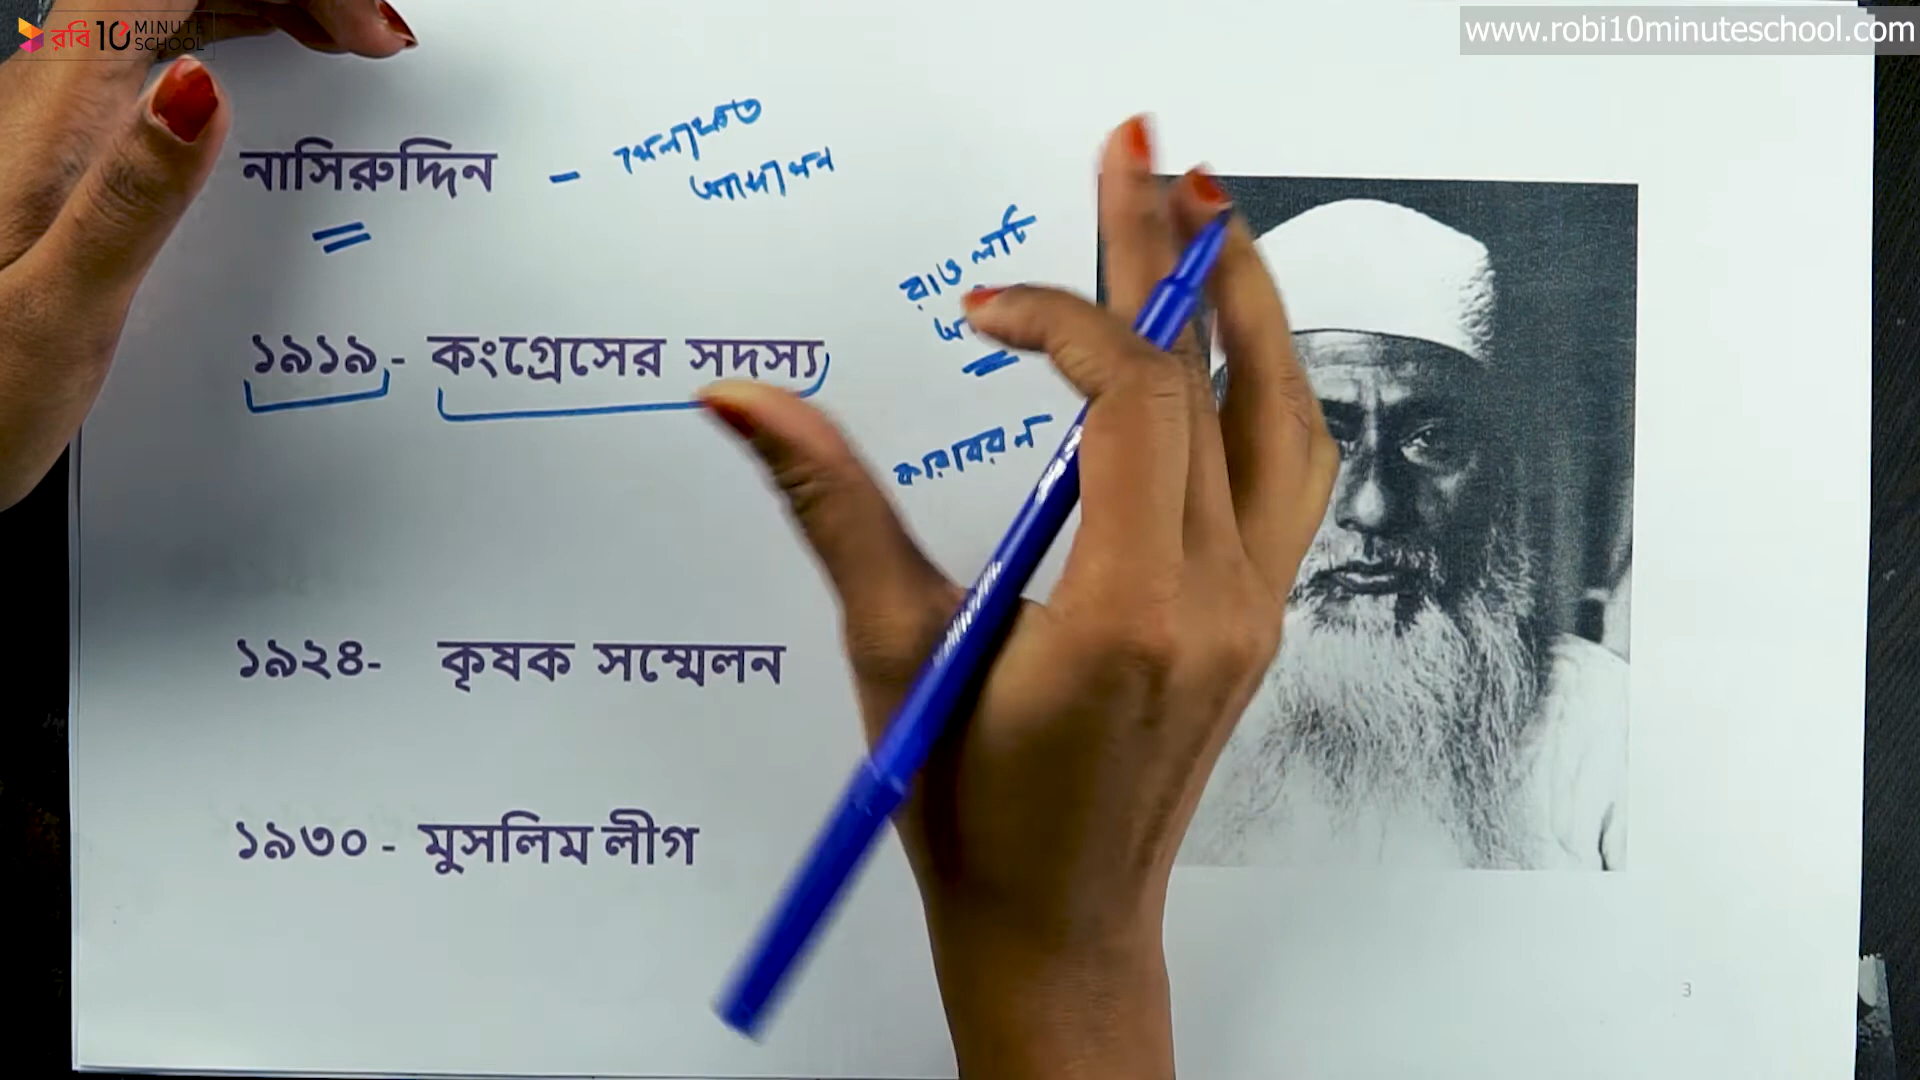 রবি 10 MINUTE SCHOOL
www.robi10minuteschool.com
নাসিরুদ্দিন - খেলাফত
আন্দোলন
১৯১৯- কংগ্রেসের সদস্য
রাওলাট
কারাবরণ
১৯২৪- কৃষক সম্মেলন
১৯৩০ - মুসলিম লীগ
3